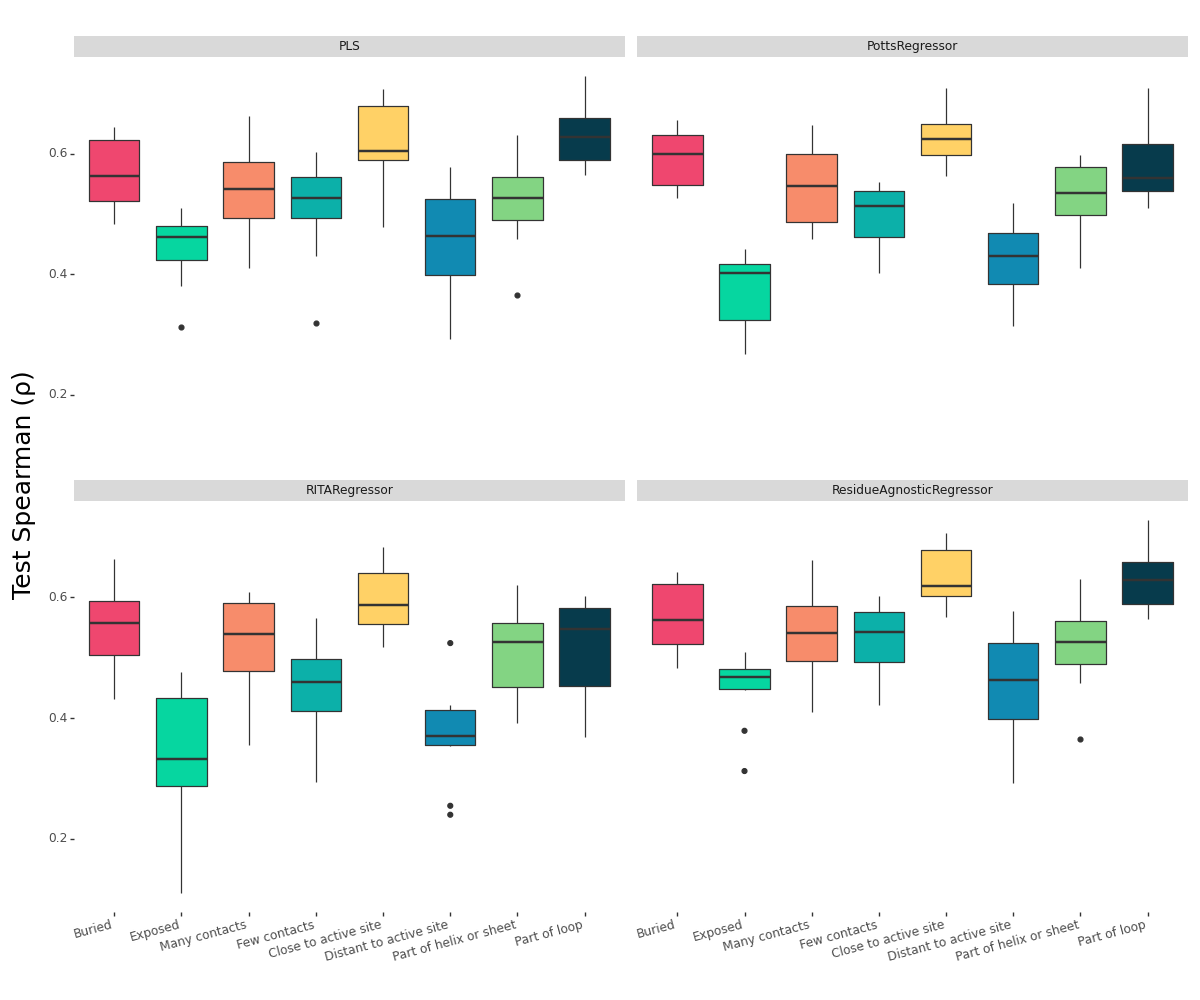 PLS
PottsRegressor
0.6
0.4
0.2
Test Spearman (ρ)
RITARegressor
ResidueAgnosticRegressor
0.6
0.4
0.2
Buried
Exposed
Many contacts
Few contacts
Close to active site
Distant to active site
Part of helix or sheet
Part of loop
Buried
Exposed
Many contacts
Few contacts
Close to active site
Distant to active site
Part of helix or sheet
Part of loop